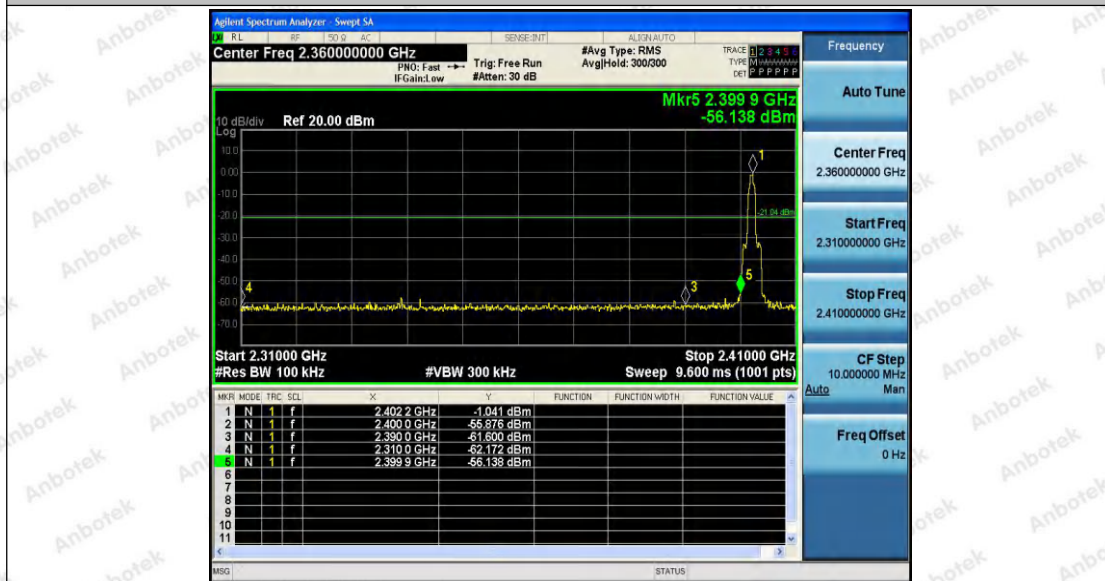 Agilent Spectrum Analyzer - Swept SA
RL RF 50 Ω AC SENSE:INT ALIGN AUTO
Center Freq 2.360000000 GHz
PNO: Fast
IFGain:Low
Trig: Free Run
#Atten: 30 dB
#Avg Type: RMS
Avg|Hold: 300/300
TRACE 1 2 3 4 5 6
TYPE M
DET P P P P P P
Mkr5 2.399 9 GHz
-56.138 dBm
10 dB/div Ref 20.00 dBm
Log
10.0
0.00
-10.0
-20.0
-30.0
-40.0
-50.0
-60.0
-70.0
1
-21.04 dBm
5
4
3
Start 2.31000 GHz Stop 2.41000 GHz
#Res BW 100 kHz #VBW 300 kHz Sweep 9.600 ms (1001 pts)
MKR MODE TRC SCL X Y FUNCTION FUNCTION WIDTH FUNCTION VALUE
1 N 1 f 2.402 2 GHz -1.041 dBm
2 N 1 f 2.400 0 GHz -55.876 dBm
3 N 1 f 2.390 0 GHz -61.600 dBm
4 N 1 f 2.310 0 GHz -62.172 dBm
5 N 1 f 2.399 9 GHz -56.138 dBm
6
7
8
9
10
11
MSG STATUS
Frequency
Auto Tune
Center Freq
2.360000000 GHz
Start Freq
2.310000000 GHz
Stop Freq
2.410000000 GHz
CF Step
10.000000 MHz
Auto Man
Freq Offset
0 Hz
Anbotek